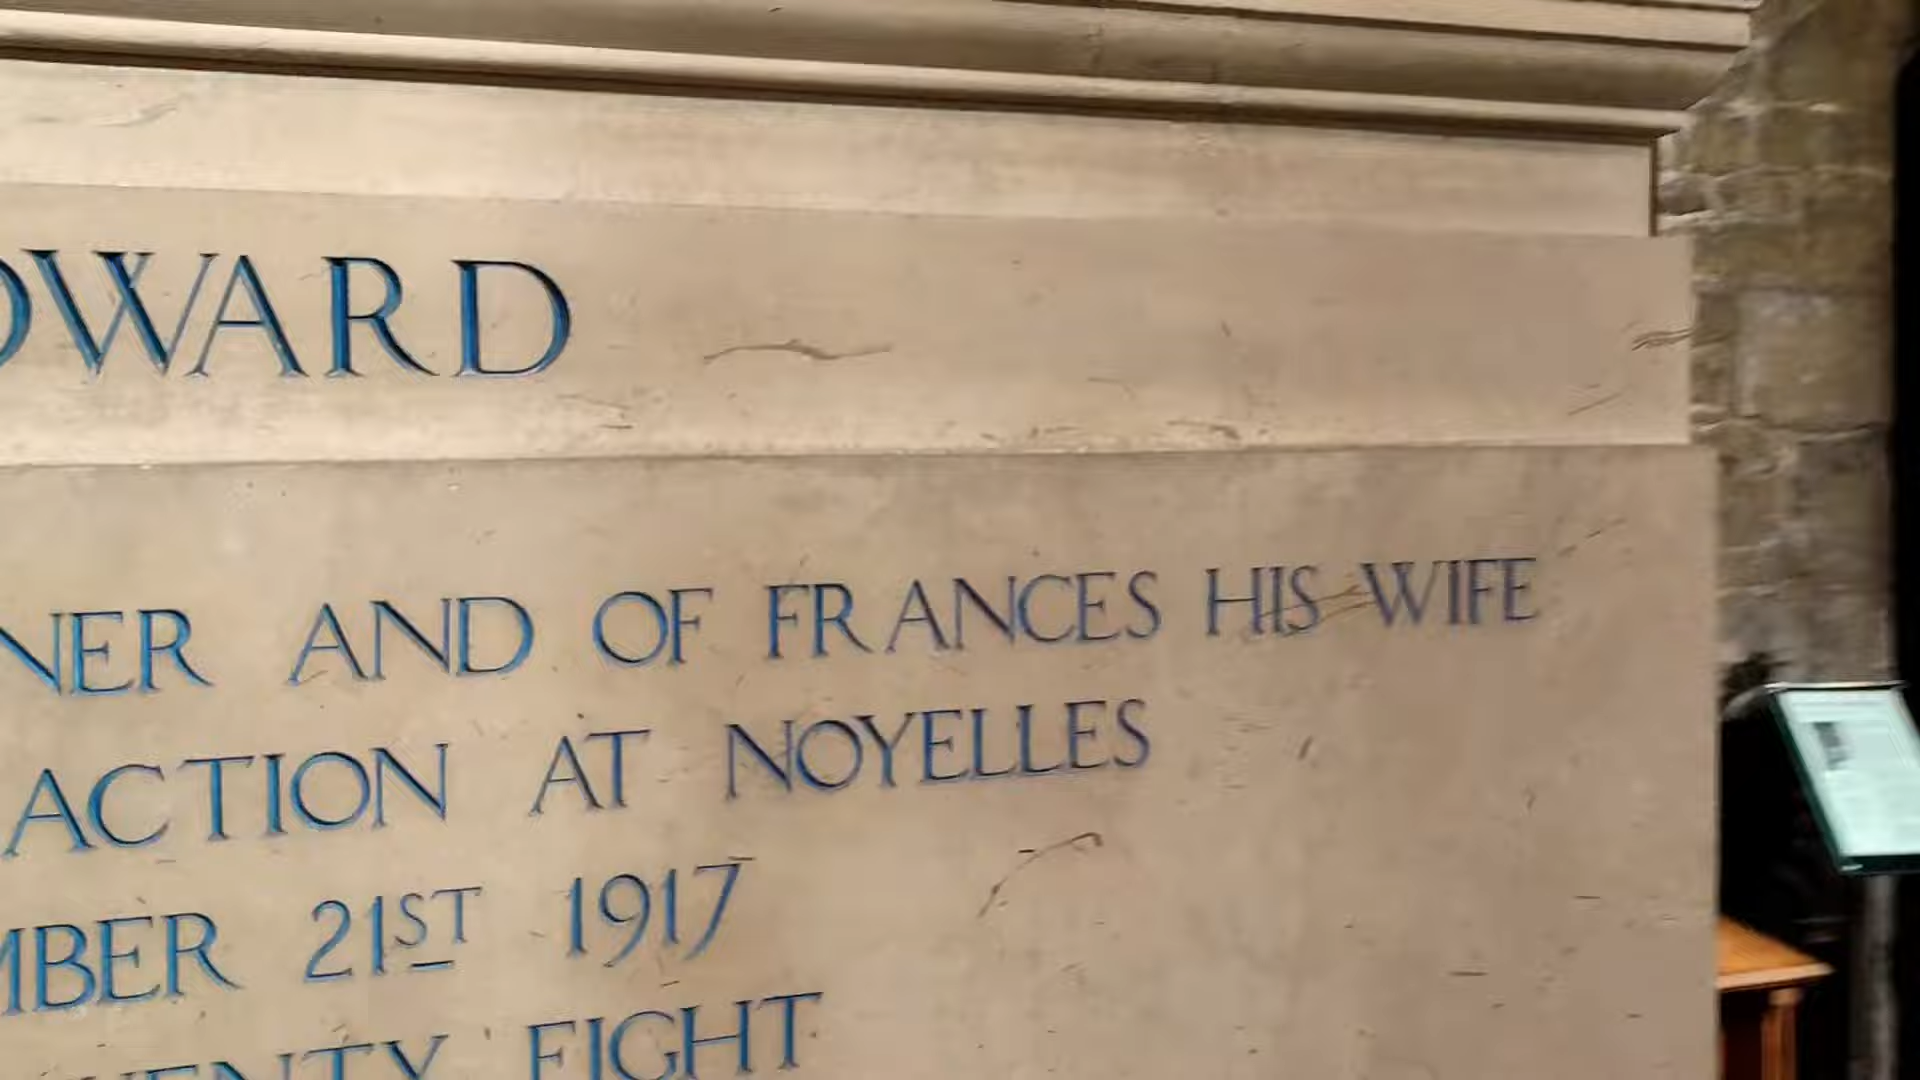 OWARD
NER AND OF FRANCES HIS WIFE
ACTION AT NOYELLES
MBER 21ST 1917
ENTY EIGHT